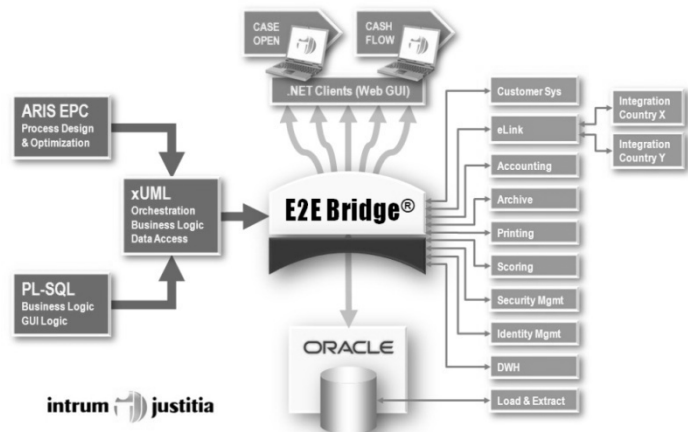 CASE
OPEN
CASH
FLOW
.NET Clients (Web GUI)
ARIS EPC
Process Design
& Optimization
xUML
Orchestration
Business Logic
Data Access
PL-SQL
Business Logic
GUI Logic
E2E Bridge®
ORACLE
Customer Sys
eLink
Accounting
Archive
Printing
Scoring
Security Mgmt
Identity Mgmt
DWH
Load & Extract
Integration
Country X
Integration
Country Y
intrum justitia